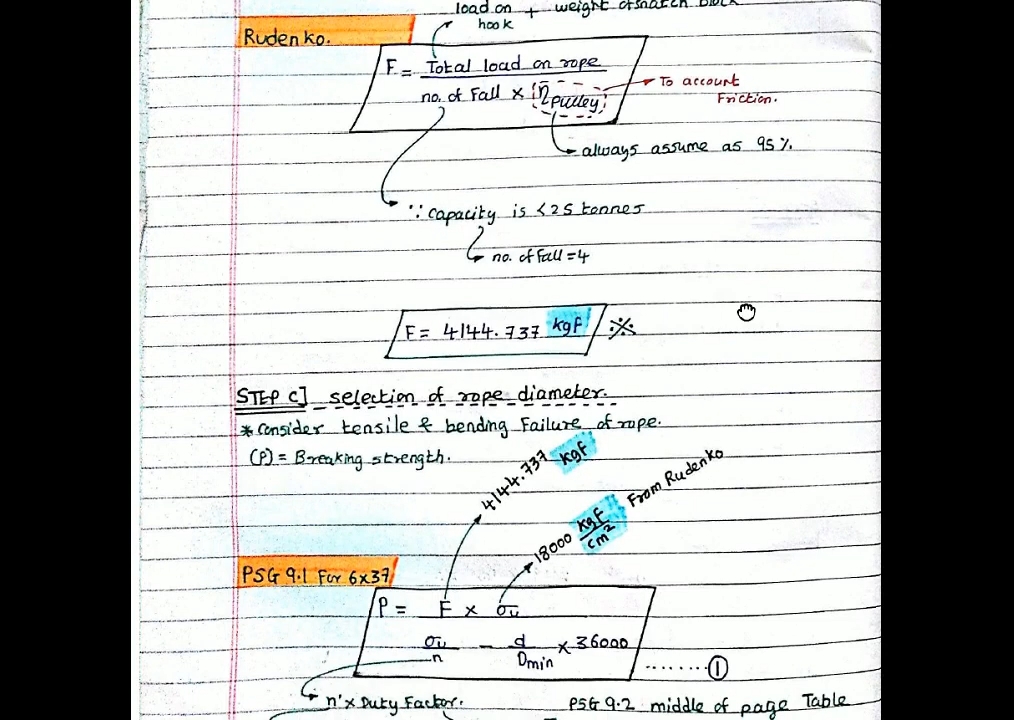 load on + weight of snatch block
hook
Rudenko.
F = Total load on rope
no. of Fall × η pulley
To account
Friction.
always assume as 95%
∵ capacity is <25 tonnes
no. of Fall = 4
F = 4144.737 kgf ※
STEP C] selection of rope diameter.
* consider tensile & bending Failure of rope.
(P) = Breaking strength.
4144.737 kgf
18000 kgf/cm² From Rudenko
PSG 9.1 For 6x37
P = F × σu
σu/n - d/Dmin × 36000
........①
n' x Duty Factor.
PSG 9.2 middle of page Table